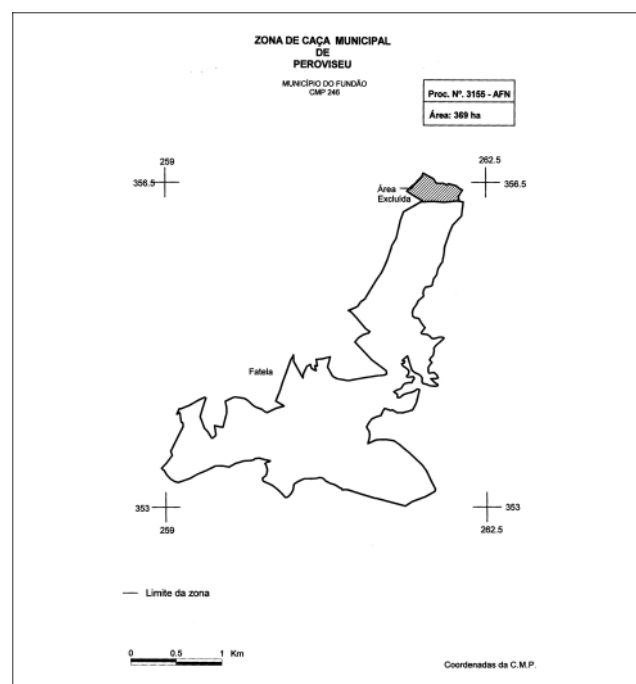 ZONA DE CAÇA MUNICIPAL
DE
PEROVISEU
MUNICÍPIO DO FUNDÃO
CMP 246
Proc. Nº. 3155 - AFN
Área: 369 ha
259
262.5
356.5
356.5
Área
Excluída
Fatela
353
353
259
262.5
Limite da zona
0 0.5 1 Km
Coordenadas da C.M.P.